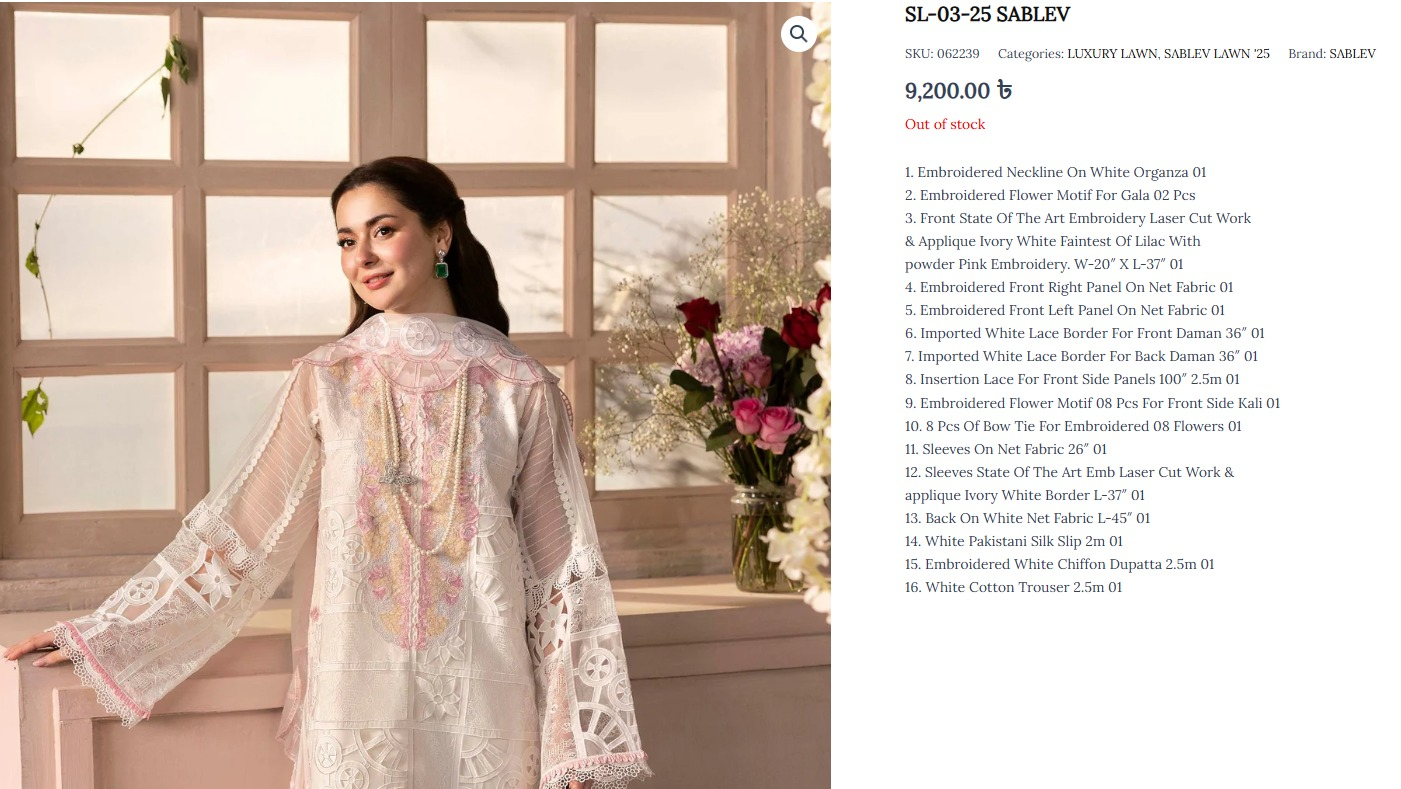 SL-03-25 SABLEV
SKU: 062239 Categories: LUXURY LAWN, SABLEV LAWN '25 Brand: SABLEV
9,200.00 ৳
Out of stock
1. Embroidered Neckline On White Organza 01
2. Embroidered Flower Motif For Gala 02 Pcs
3. Front State Of The Art Embroidery Laser Cut Work
& Applique Ivory White Faintest Of Lilac With
powder Pink Embroidery. W-20″ X L-37″ 01
4. Embroidered Front Right Panel On Net Fabric 01
5. Embroidered Front Left Panel On Net Fabric 01
6. Imported White Lace Border For Front Daman 36″ 01
7. Imported White Lace Border For Back Daman 36″ 01
8. Insertion Lace For Front Side Panels 100″ 2.5m 01
9. Embroidered Flower Motif 08 Pcs For Front Side Kali 01
10. 8 Pcs Of Bow Tie For Embroidered 08 Flowers 01
11. Sleeves On Net Fabric 26″ 01
12. Sleeves State Of The Art Emb Laser Cut Work &
applique Ivory White Border L-37″ 01
13. Back On White Net Fabric L-45″ 01
14. White Pakistani Silk Slip 2m 01
15. Embroidered White Chiffon Dupatta 2.5m 01
16. White Cotton Trouser 2.5m 01